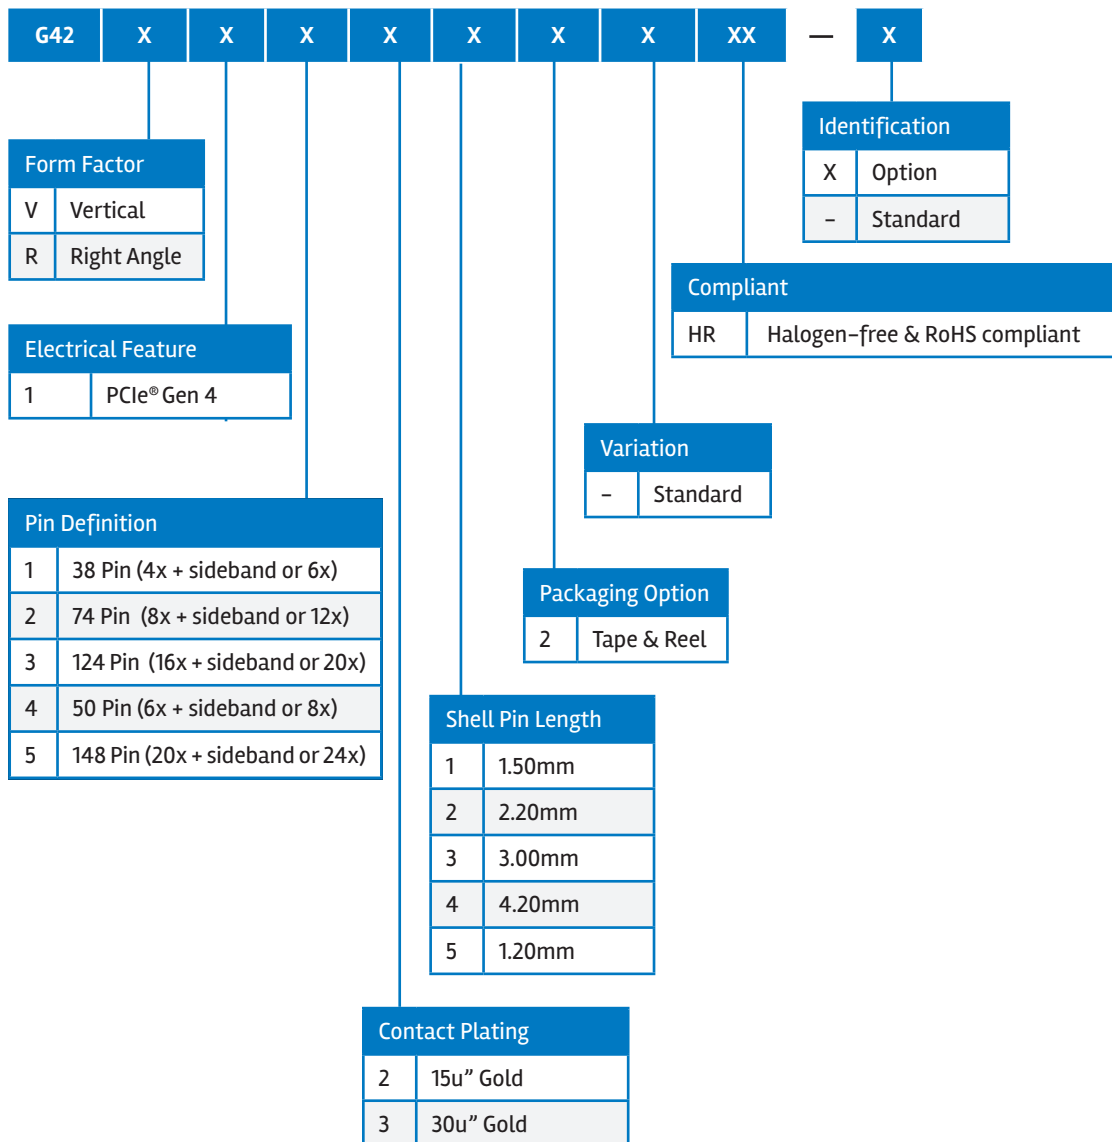 G42 X X X X X X X XX — X
Identification
X Option
– Standard
Form Factor
V Vertical
R Right Angle
Compliant
HR Halogen-free & RoHS compliant
Electrical Feature
1 PCIe® Gen 4
Variation
– Standard
Pin Definition
1 38 Pin (4x + sideband or 6x)
2 74 Pin (8x + sideband or 12x)
3 124 Pin (16x + sideband or 20x)
4 50 Pin (6x + sideband or 8x)
5 148 Pin (20x + sideband or 24x)
Packaging Option
2 Tape & Reel
Shell Pin Length
1 1.50mm
2 2.20mm
3 3.00mm
4 4.20mm
5 1.20mm
Contact Plating
2 15u” Gold
3 30u” Gold